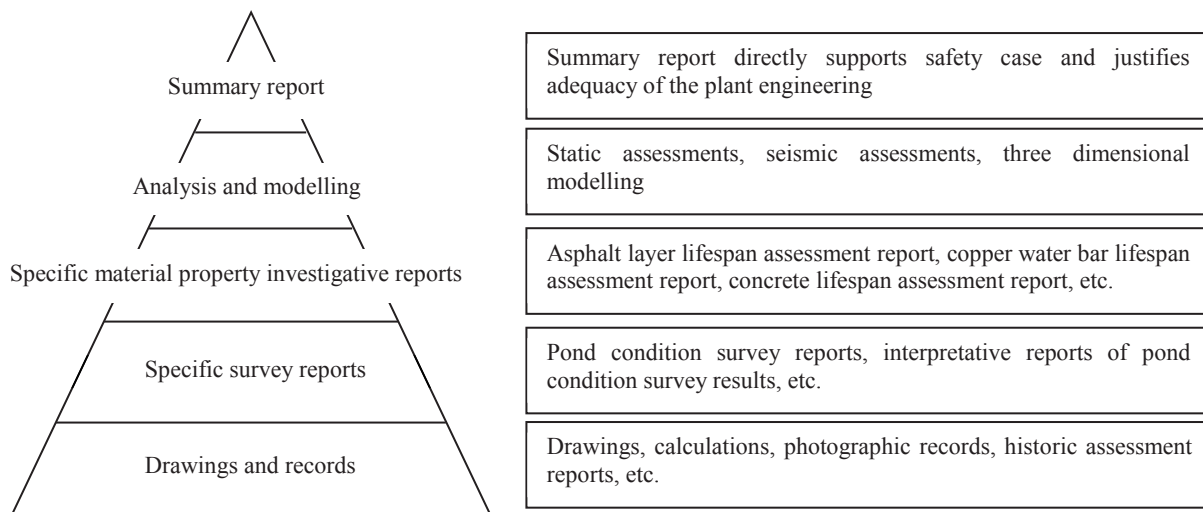 Summary report
Summary report directly supports safety case and justifies
adequacy of the plant engineering
Analysis and modelling
Static assessments, seismic assessments, three dimensional
modelling
Specific material property investigative reports
Asphalt layer lifespan assessment report, copper water bar lifespan
assessment report, concrete lifespan assessment report, etc.
Specific survey reports
Pond condition survey reports, interpretative reports of pond
condition survey results, etc.
Drawings and records
Drawings, calculations, photographic records, historic assessment
reports, etc.